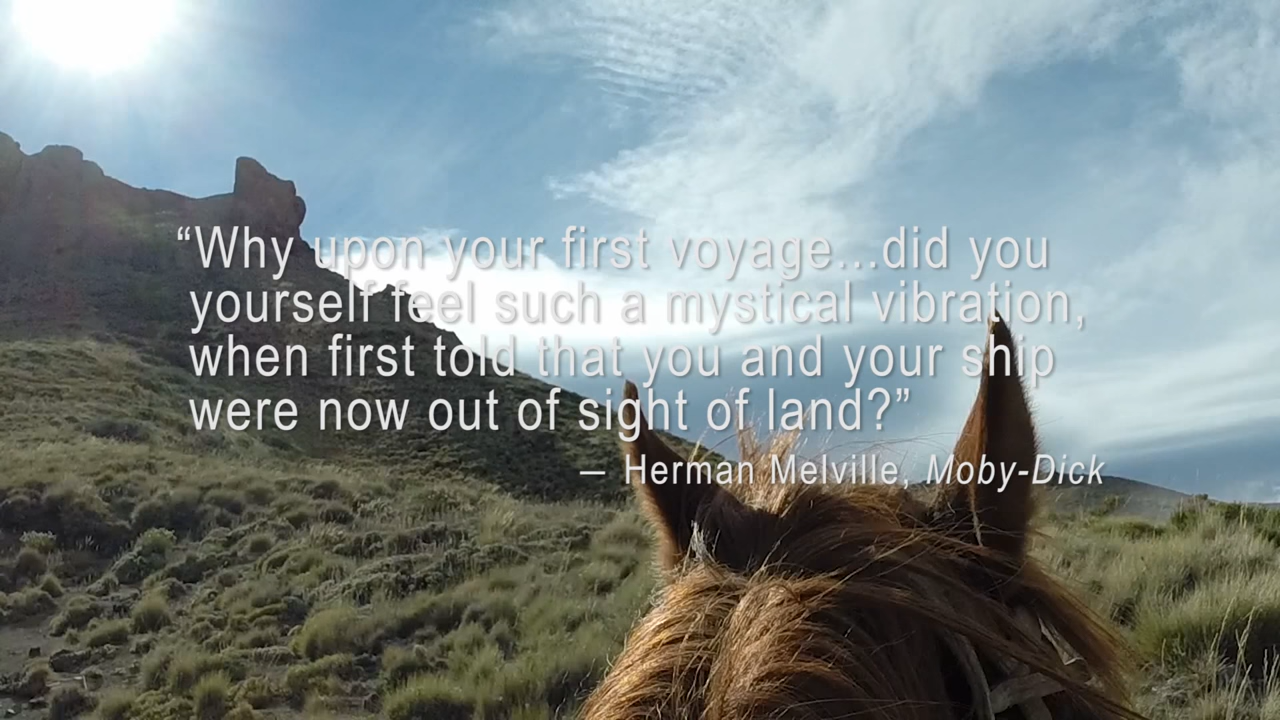 “Why upon your first voyage...did you
yourself feel such a mystical vibration,
when first told that you and your ship
were now out of sight of land?”
— Herman Melville, Moby-Dick